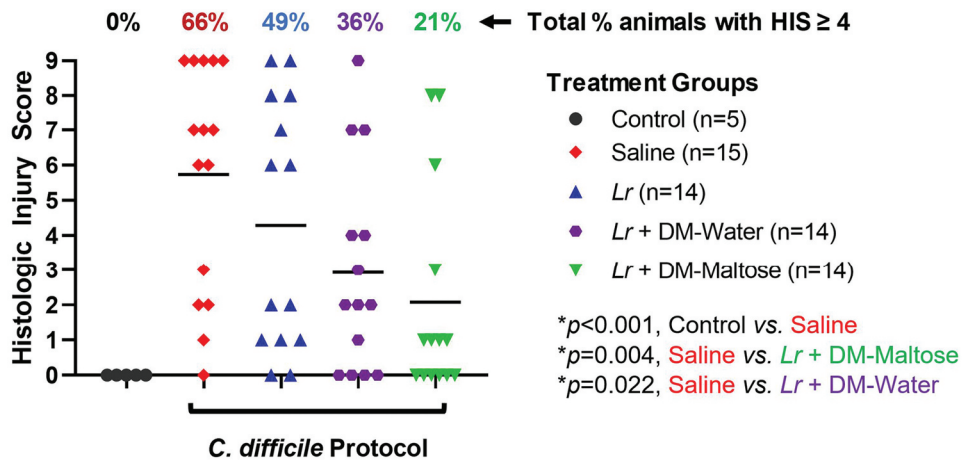 0% 66% 49% 36% 21% Total % animals with HIS ≥ 4
Histologic Injury Score
9
8
7
6
5
4
3
2
1
0
C. difficile Protocol
Treatment Groups
Control (n=5)
Saline (n=15)
Lr (n=14)
Lr + DM-Water (n=14)
Lr + DM-Maltose (n=14)
*p<0.001, Control vs. Saline
*p=0.004, Saline vs. Lr + DM-Maltose
*p=0.022, Saline vs. Lr + DM-Water